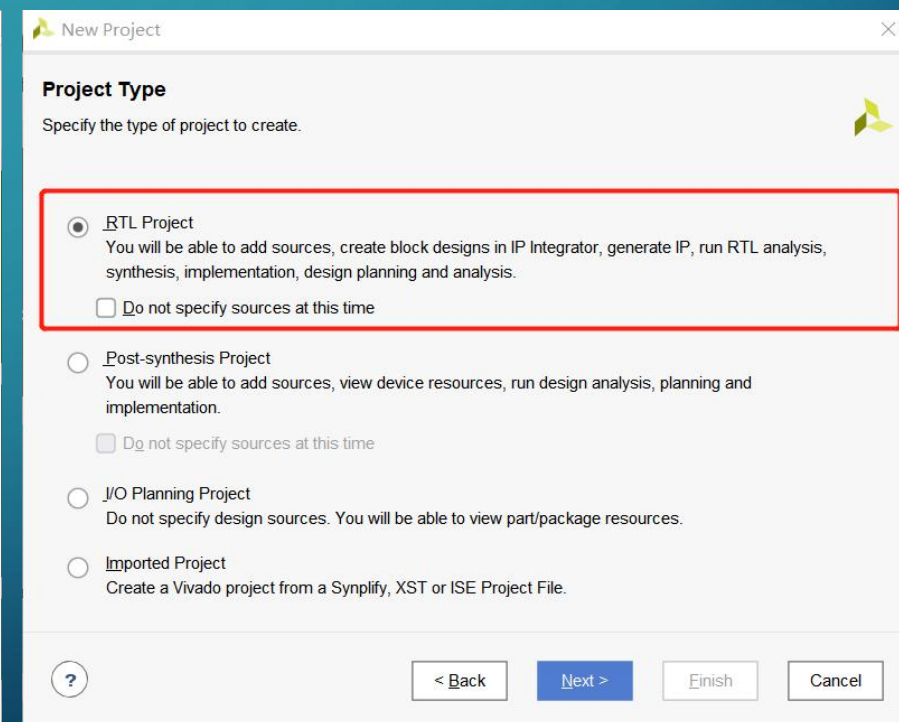 New Project
Project Type
Specify the type of project to create.
RTL Project
You will be able to add sources, create block designs in IP Integrator, generate IP, run RTL analysis,
synthesis, implementation, design planning and analysis.
Do not specify sources at this time
Post-synthesis Project
You will be able to add sources, view device resources, run design analysis, planning and
implementation.
Do not specify sources at this time
I/O Planning Project
Do not specify design sources. You will be able to view part/package resources.
Imported Project
Create a Vivado project from a Synplify, XST or ISE Project File.
? < Back Next > Finish Cancel